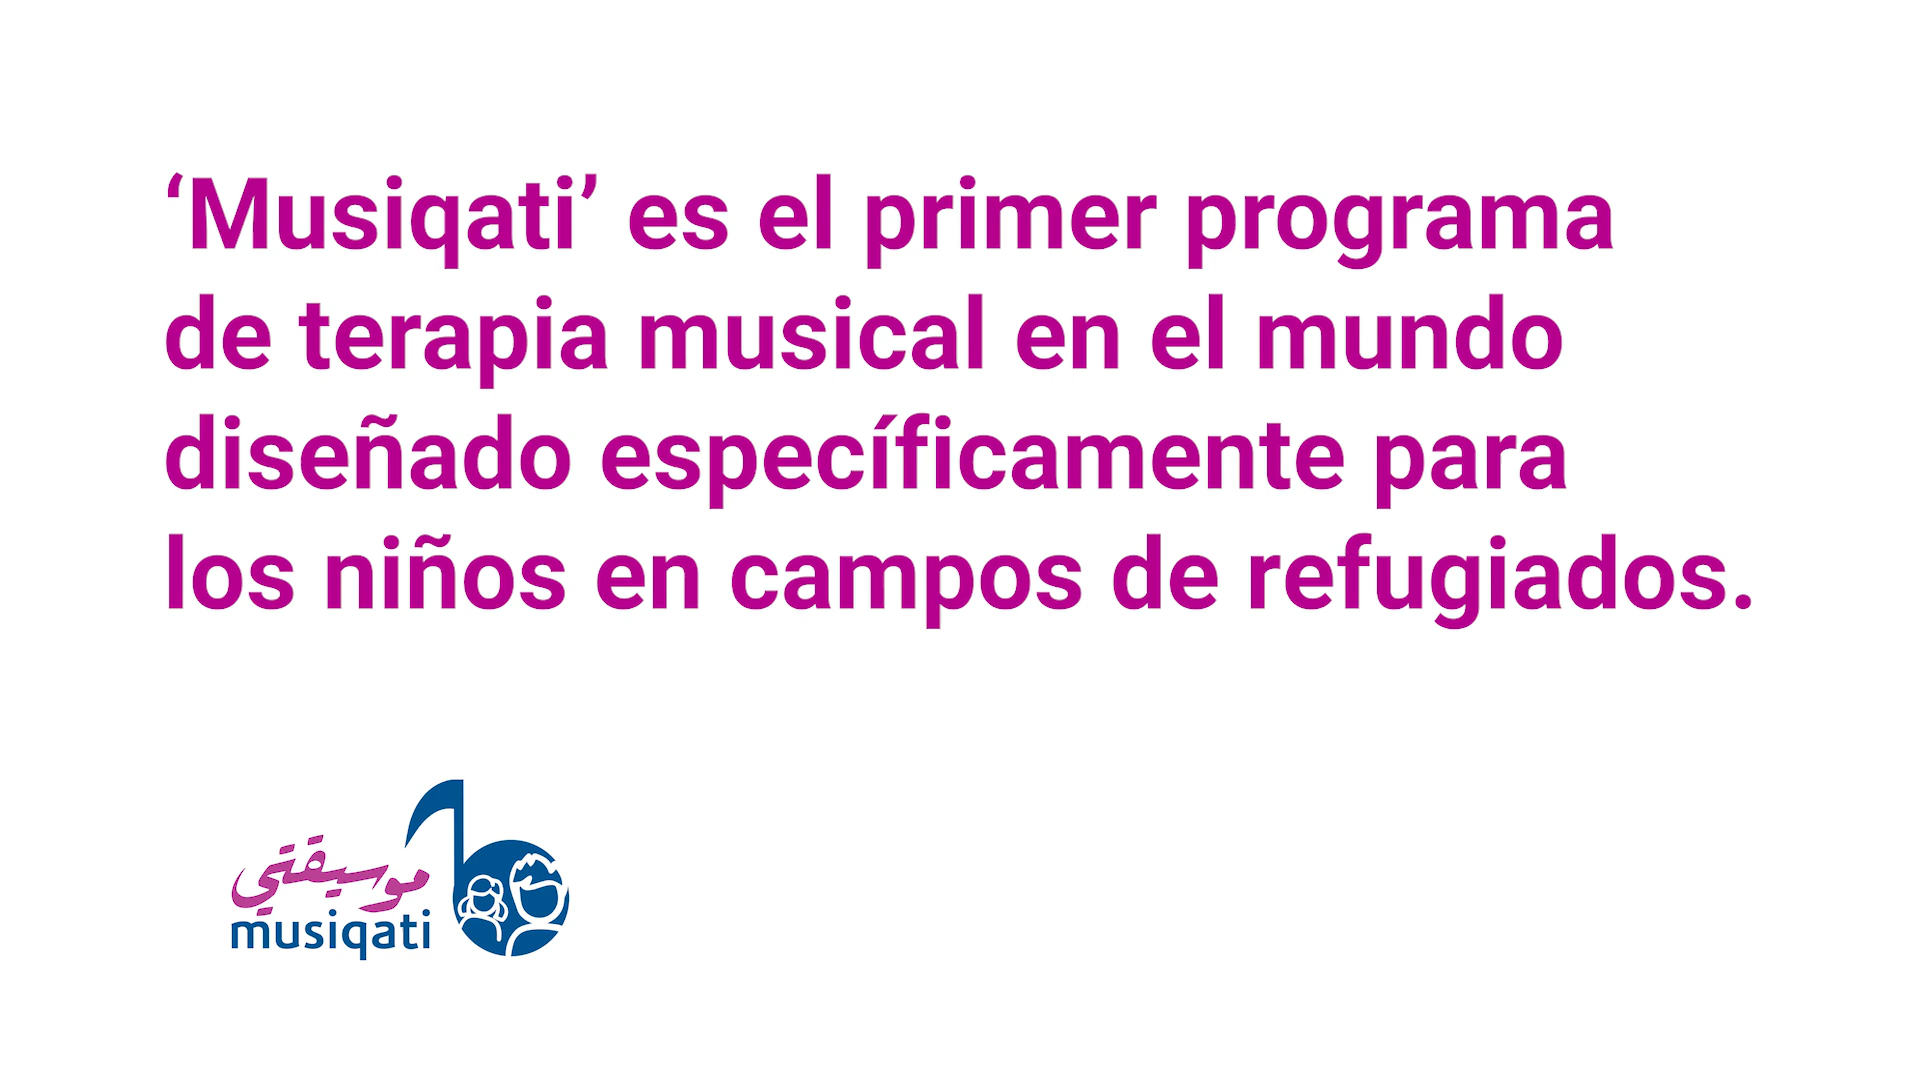 ‘Musiqati’ es el primer programa
de terapia musical en el mundo
diseñado específicamente para
los niños en campos de refugiados.
موسيقتي
musiqati